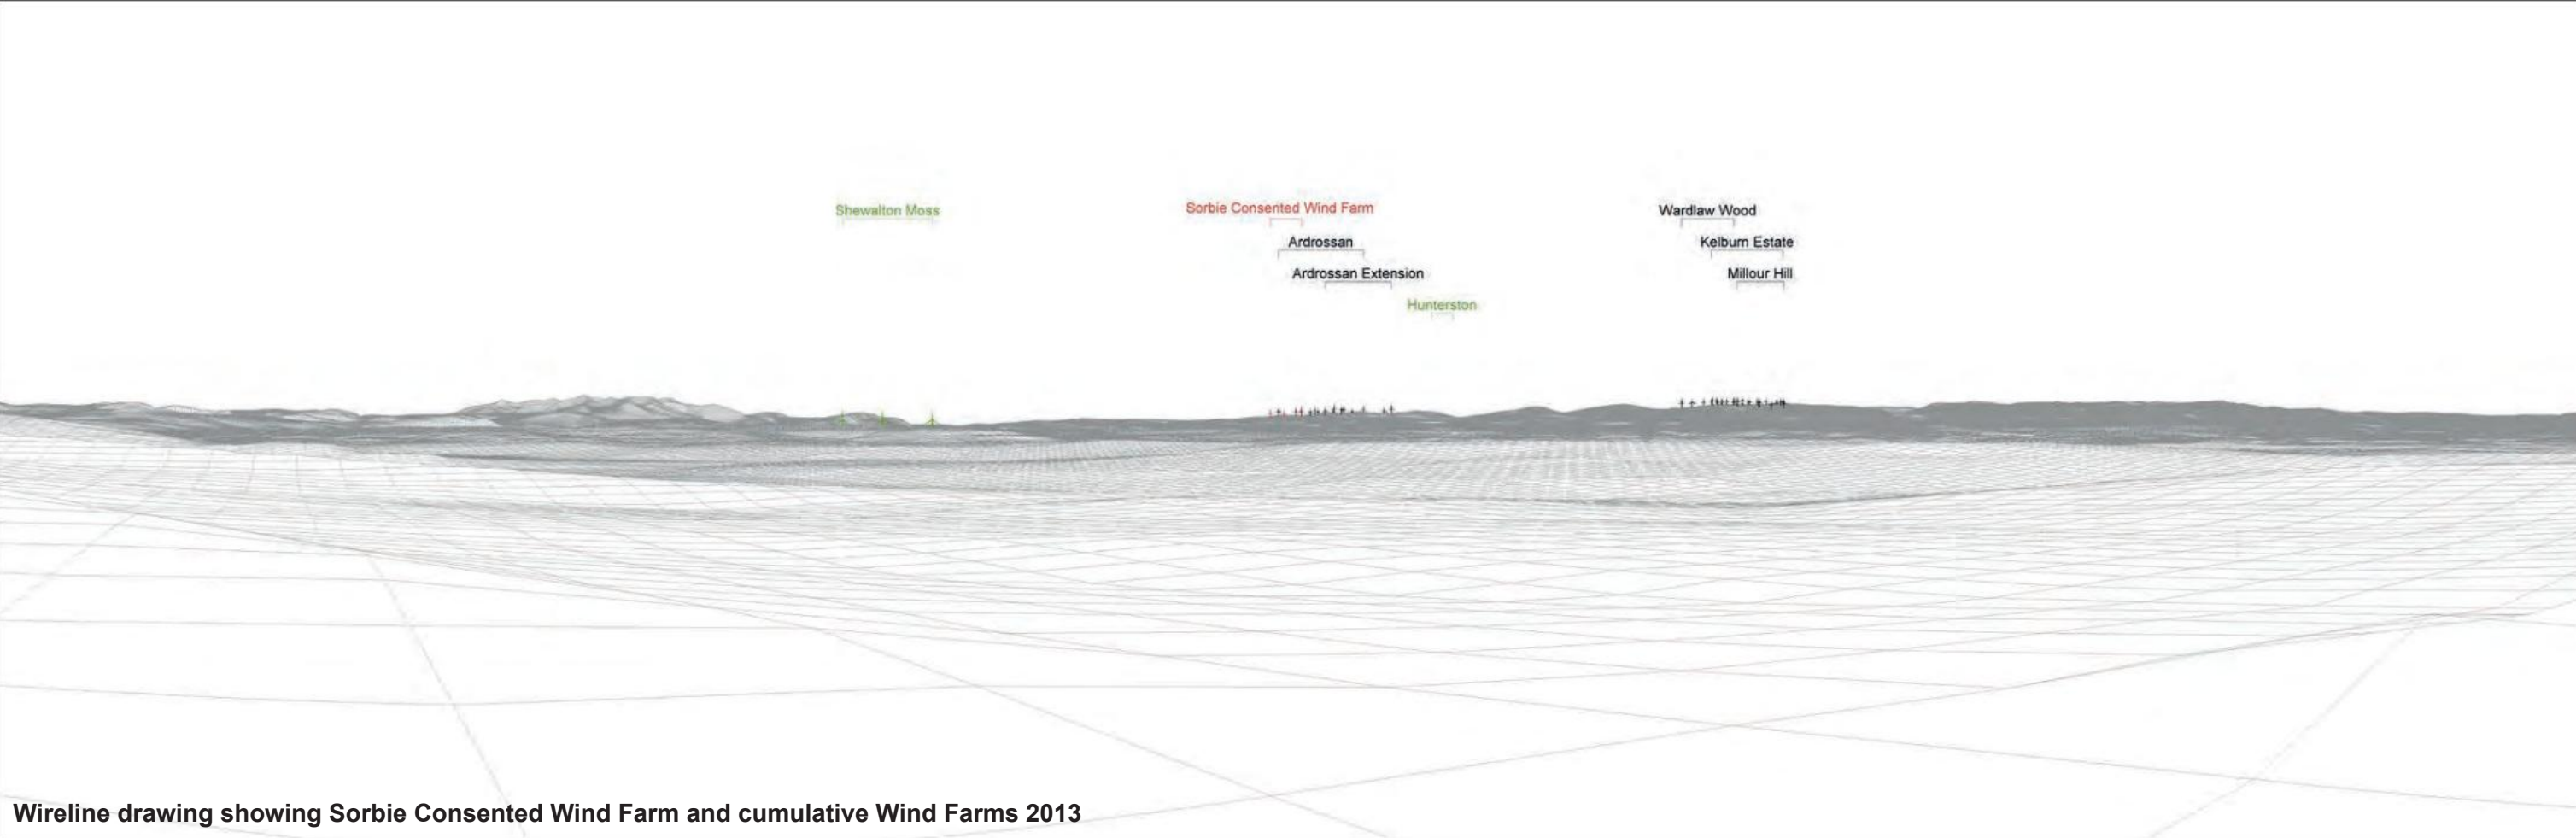 Shewalton Moss
Sorbie Consented Wind Farm
Ardrossan
Ardrossan Extension
Hunterston
Wardlaw Wood
Kelburn Estate
Millour Hill
Wireline drawing showing Sorbie Consented Wind Farm and cumulative Wind Farms 2013